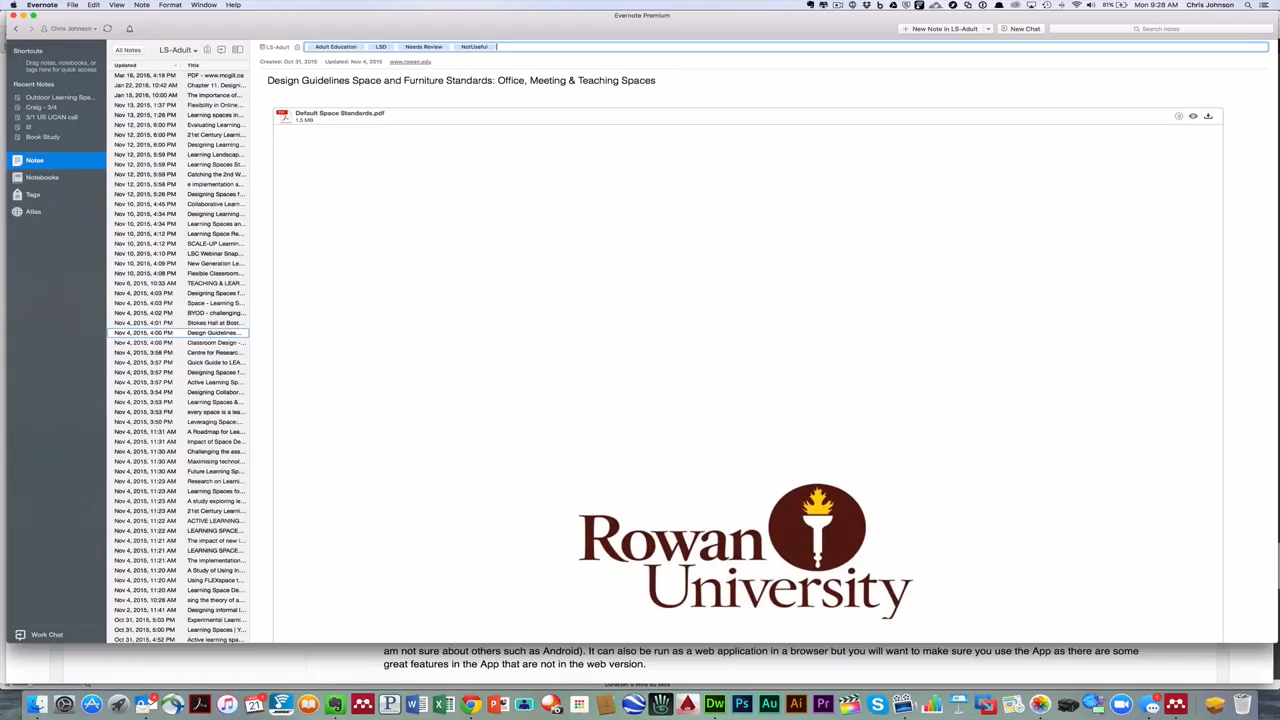 Evernote File Edit View Note Format Window Help
81% Wed Mar 9 9:28 AM Chris Johnson
Evernote Premium
Chris Johnson
New Note in LS-Adult New Chat Search Notes
Shortcuts
Drag notes, notebooks, or
tags here for quick access
Recent Notes
Outdoor Learning Spa...
Craig - 3/4
3/1 US UCAN call
I2
Book Study
Notes
Notebooks
Tags
Atlas
Work Chat
All Notes LS-Adult
Updated Title
Mar 16, 2016, 4:19 PM PDF - www.mcgill.ca
Jan 22, 2016, 10:42 AM Chapter 11. Designi...
Jan 15, 2016, 10:00 AM The Importance of...
Nov 13, 2015, 1:37 PM Flexibility in Online...
Nov 13, 2015, 1:26 PM Learning spaces in...
Nov 12, 2015, 6:00 PM Evaluating Learning...
Nov 12, 2015, 6:00 PM 21st Century Learni...
Nov 12, 2015, 6:00 PM Designing Learning...
Nov 12, 2015, 5:59 PM Learning Landscap...
Nov 12, 2015, 5:59 PM Learning Spaces St...
Nov 12, 2015, 5:59 PM Catching the 2nd W...
Nov 12, 2015, 5:58 PM e implementation a...
Nov 12, 2015, 5:26 PM Designing Spaces f...
Nov 10, 2015, 4:45 PM Collaborative Learn...
Nov 10, 2015, 4:34 PM Designing Learning...
Nov 10, 2015, 4:34 PM Learning Spaces an...
Nov 10, 2015, 4:12 PM Learning Space Re...
Nov 10, 2015, 4:12 PM SCALE-UP Learnin...
Nov 10, 2015, 4:12 PM LSC Webinar Snap...
Nov 10, 2015, 4:09 PM New Generation Le...
Nov 10, 2015, 4:08 PM Flexible Classroom...
Nov 6, 2015, 10:33 AM TEACHING & LEAR...
Nov 4, 2015, 4:03 PM Designing Spaces f...
Nov 4, 2015, 4:03 PM Space - Learning S...
Nov 4, 2015, 4:02 PM BYOD - challenging...
Nov 4, 2015, 4:01 PM Stokes Hall at Bost...
Nov 4, 2015, 4:00 PM Design Guidelines...
Nov 4, 2015, 4:00 PM Classroom Design -...
Nov 4, 2015, 3:58 PM Centre for Researc...
Nov 4, 2015, 3:57 PM Quick Guide to LEA...
Nov 4, 2015, 3:57 PM Designing Spaces f...
Nov 4, 2015, 3:57 PM Active Learning Sp...
Nov 4, 2015, 3:54 PM Designing Collabor...
Nov 4, 2015, 3:53 PM Learning Spaces &...
Nov 4, 2015, 3:53 PM every space is a lea...
Nov 4, 2015, 3:50 PM Leveraging Space:...
Nov 4, 2015, 11:31 AM A Roadmap for Lea...
Nov 4, 2015, 11:31 AM Impact of Space De...
Nov 4, 2015, 11:30 AM Challenging the ass...
Nov 4, 2015, 11:30 AM Maximising technol...
Nov 4, 2015, 11:30 AM Future Learning Sp...
Nov 4, 2015, 11:23 AM Research on Learni...
Nov 4, 2015, 11:23 AM Learning Spaces fo...
Nov 4, 2015, 11:23 AM A study exploring le...
Nov 4, 2015, 11:23 AM 21st Century Learni...
Nov 4, 2015, 11:22 AM ACTIVE LEARNING...
Nov 4, 2015, 11:22 AM LEARNING SPACE...
Nov 4, 2015, 11:21 AM The impact of new l...
Nov 4, 2015, 11:21 AM LEARNING SPACE...
Nov 4, 2015, 11:21 AM The implementation...
Nov 4, 2015, 11:20 AM A Study of Using In...
Nov 4, 2015, 11:20 AM Using FLEXspace t...
Nov 4, 2015, 11:20 AM Learning Space De...
Nov 4, 2015, 10:28 AM sing the theory of a...
Nov 2, 2015, 11:41 AM Designing informal l...
Oct 31, 2015, 5:03 PM Experimental Learni...
Oct 31, 2015, 5:00 PM Learning Spaces | Y...
Oct 31, 2015, 4:52 PM Active learning spa...
LS-Adult Adult Education LSD Needs Review NotUseful
Created: Oct 31, 2015 Updated: Nov 4, 2015 www.rowan.edu
Design Guidelines Space and Furniture Standards: Office, Meeting & Teaching Spaces
Default Space Standards.pdf
1.5 MB
Rowan
University
am not sure about others such as Android). It can also be run as a web application in a browser but you will want to make sure you use the App as there are some
great features in the App that are not in the web version.